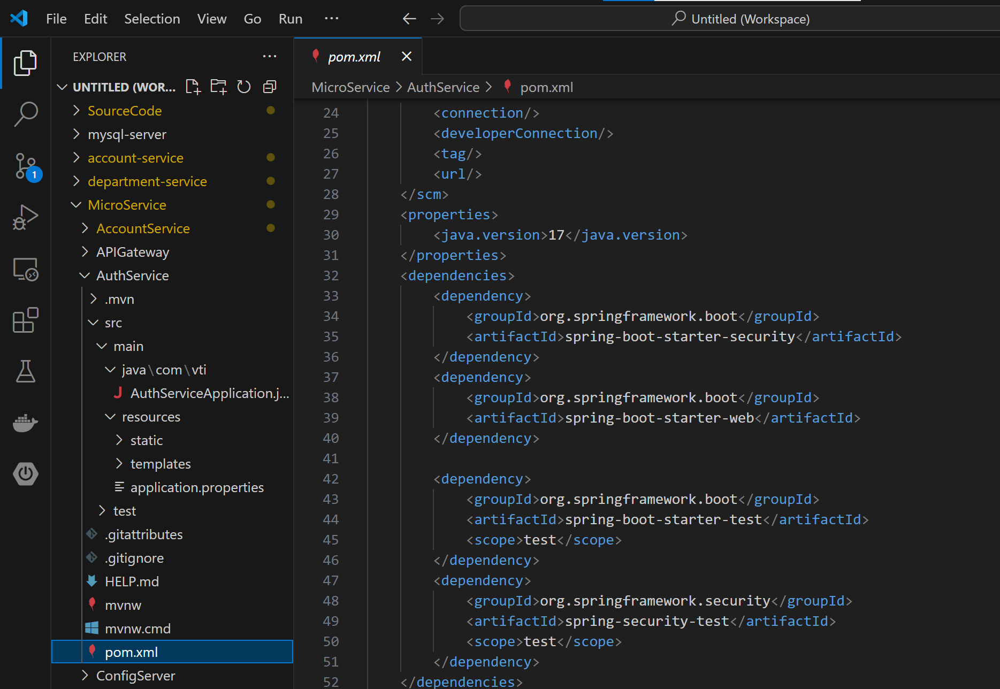 File Edit Selection View Go Run ···
Untitled (Workspace)
EXPLORER
UNTITLED (WOR...
SourceCode
mysql-server
account-service
department-service
MicroService
AccountService
APIGateway
AuthService
.mvn
src
main
java\com\vti
J AuthServiceApplication.j...
resources
static
templates
application.properties
test
.gitattributes
.gitignore
HELP.md
mvnw
mvnw.cmd
pom.xml
ConfigServer
1
pom.xml
MicroService > AuthService > pom.xml
24 <connection/>
25 <developerConnection/>
26 <tag/>
27 <url/>
28 </scm>
29 <properties>
30 <java.version>17</java.version>
31 </properties>
32 <dependencies>
33 <dependency>
34 <groupId>org.springframework.boot</groupId>
35 <artifactId>spring-boot-starter-security</artifactId>
36 </dependency>
37 <dependency>
38 <groupId>org.springframework.boot</groupId>
39 <artifactId>spring-boot-starter-web</artifactId>
40 </dependency>
41
42 <dependency>
43 <groupId>org.springframework.boot</groupId>
44 <artifactId>spring-boot-starter-test</artifactId>
45 <scope>test</scope>
46 </dependency>
47 <dependency>
48 <groupId>org.springframework.security</groupId>
49 <artifactId>spring-security-test</artifactId>
50 <scope>test</scope>
51 </dependency>
52 </dependencies>